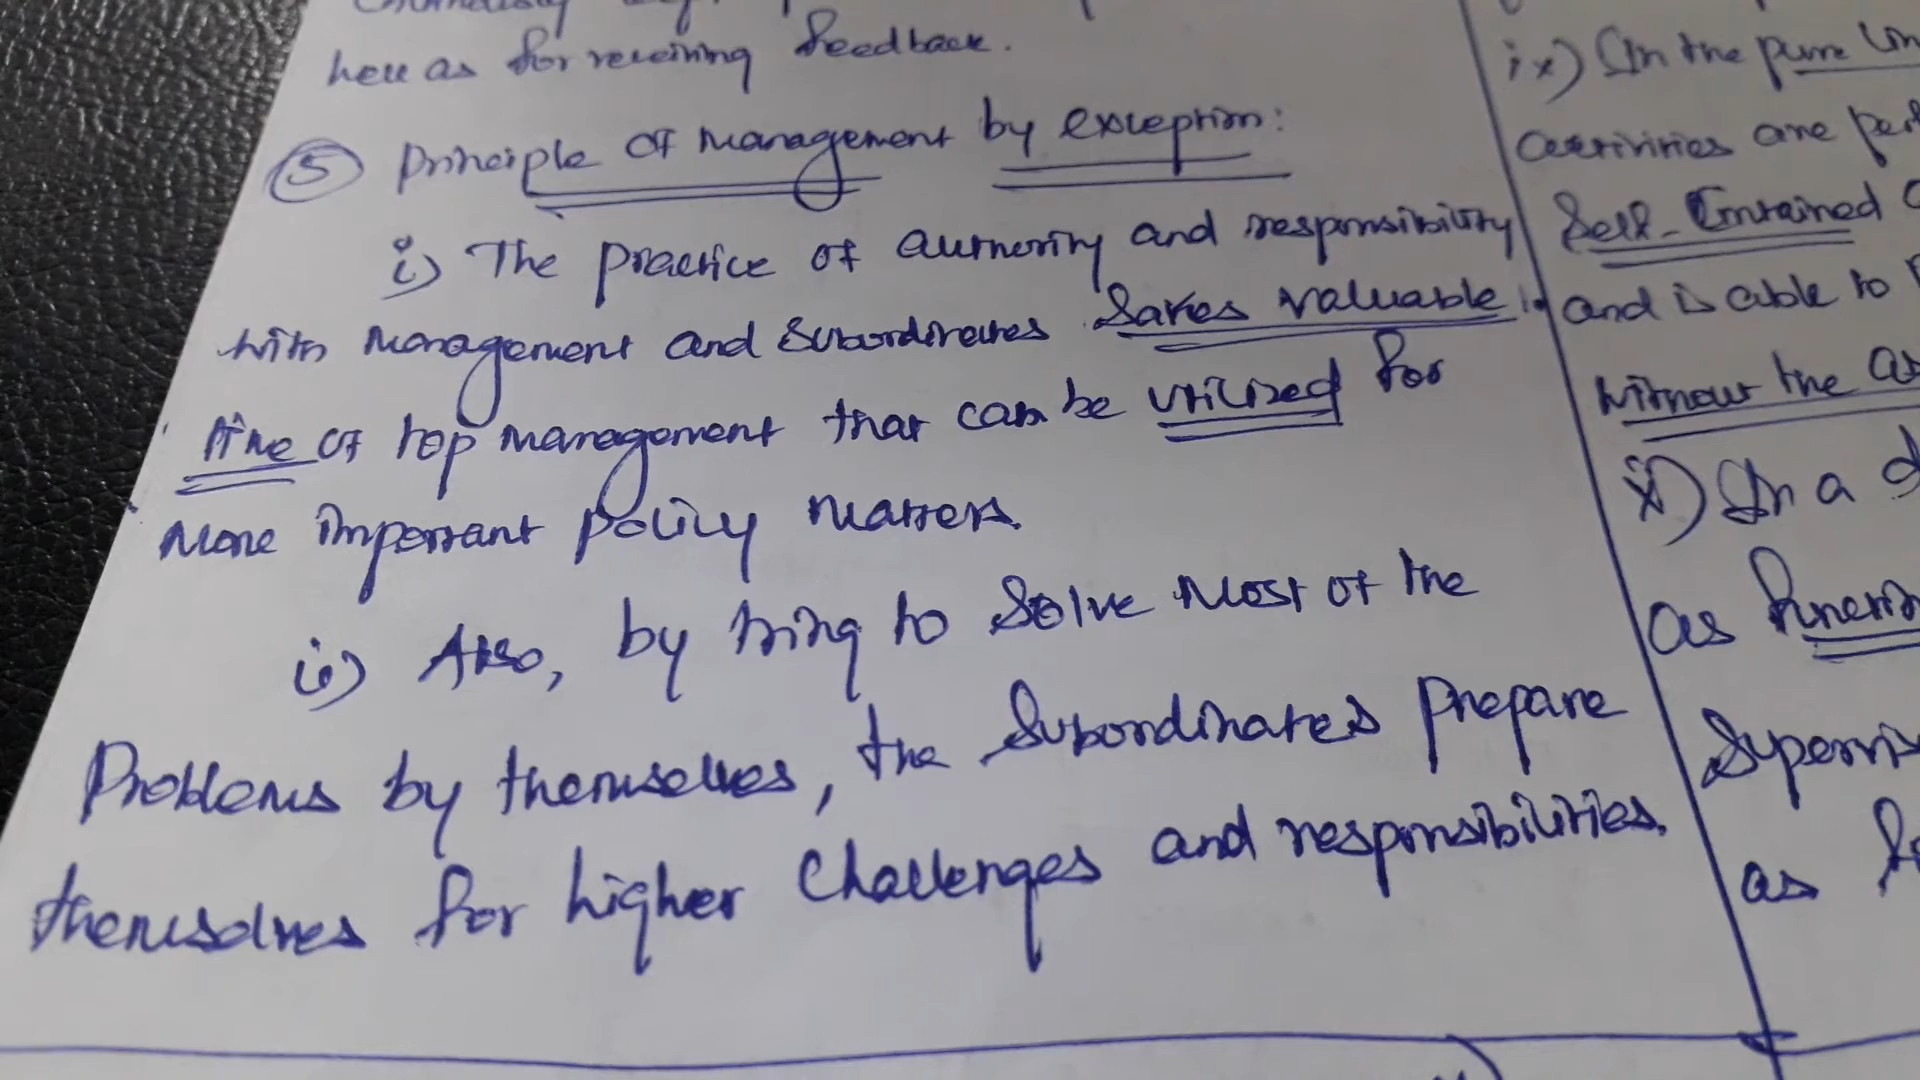 here as for receiving feedback.
⑤ Principle of Management by exception:
i) The practice of authority and responsibility
with Management and Subordinates Saves valuable
time of top management that can be utilized for
More important policy matters.
ii) Also, by tring to Solve Most of the
Problems by themselves, the Subordinates prepare
themselves for higher Challenges and responsibilities.
ix) In the pure
activities are
Self-Contained
and is able to
without the
x) In a
as
as